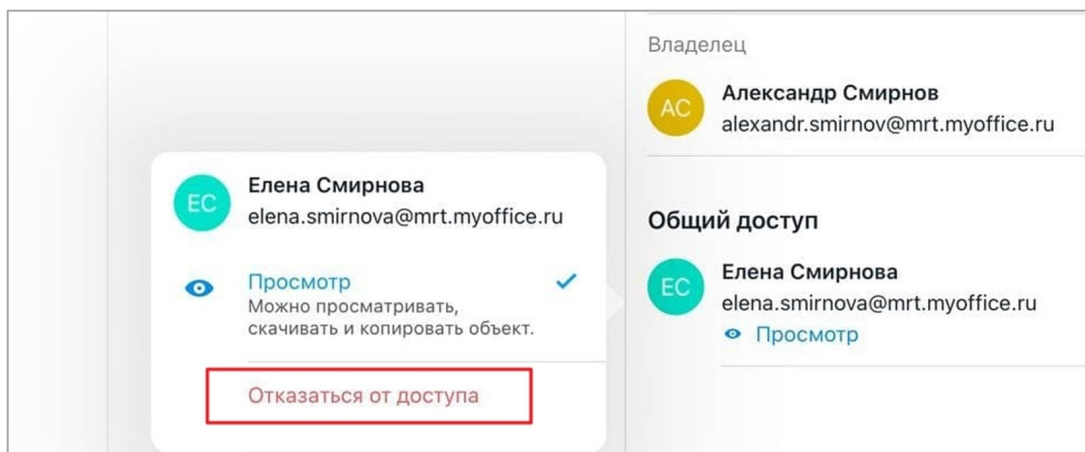 Владелец
АС
Александр Смирнов
alexandr.smirnov@mrt.myoffice.ru
ЕС
Елена Смирнова
elena.smirnova@mrt.myoffice.ru
Просмотр
Можно просматривать,
скачивать и копировать объект.
Отказаться от доступа
Общий доступ
ЕС
Елена Смирнова
elena.smirnova@mrt.myoffice.ru
Просмотр